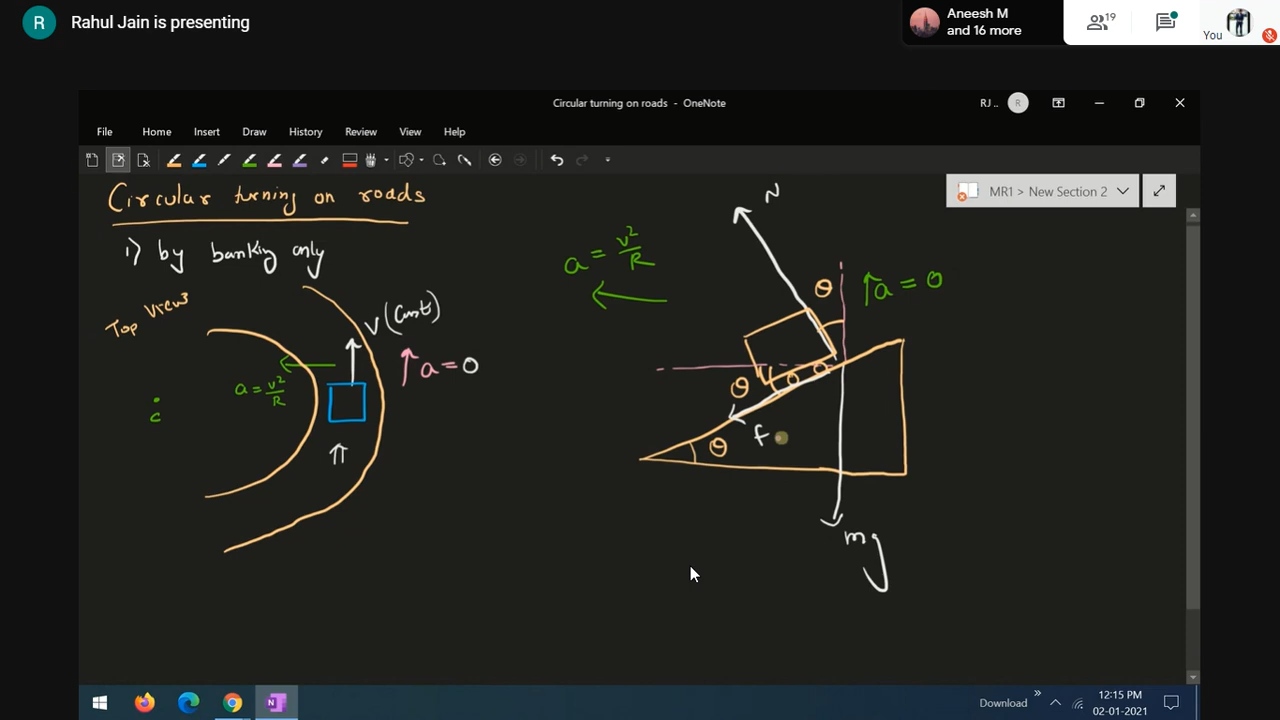 R
Rahul Jain is presenting
Aneesh M
and 16 more
19
You
Circular turning on roads - OneNote
RJ ..
R
File Home Insert Draw History Review View Help
MR1 > New Section 2
Circular turning on roads
1) by banking only
Top View
V (const)
a = 0
a = v²/R
c
N
a = v²/R
θ
a = 0
θ
θ
f
mg
Download
12:15 PM
02-01-2021